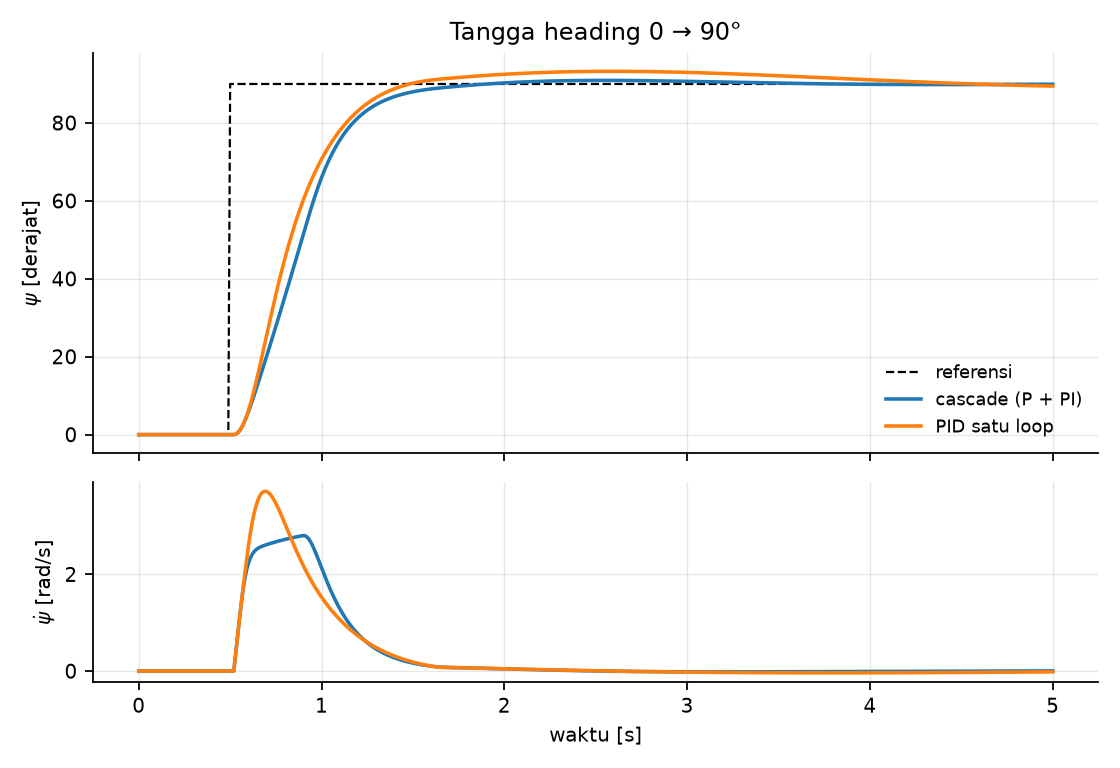 Tangga heading 0 → 90°
ψ [derajat]
80
60
40
20
0
referensi
cascade (P + PI)
PID satu loop
ψ̇ [rad/s]
2
0
0 1 2 3 4 5
waktu [s]